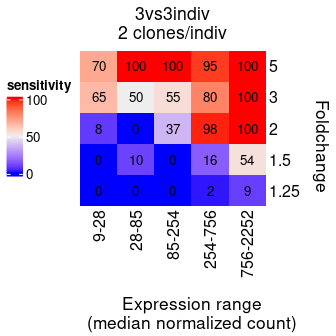 3vs3indiv
2 clones/indiv
sensitivity
100
50
0
70 100 100 95 100 5
65 50 55 80 100 3
8 0 37 98 100 2
0 10 0 16 54 1.5
0 0 0 2 9 1.25
Foldchange
9-28
28-85
85-254
254-756
756-2252
Expression range
(median normalized count)